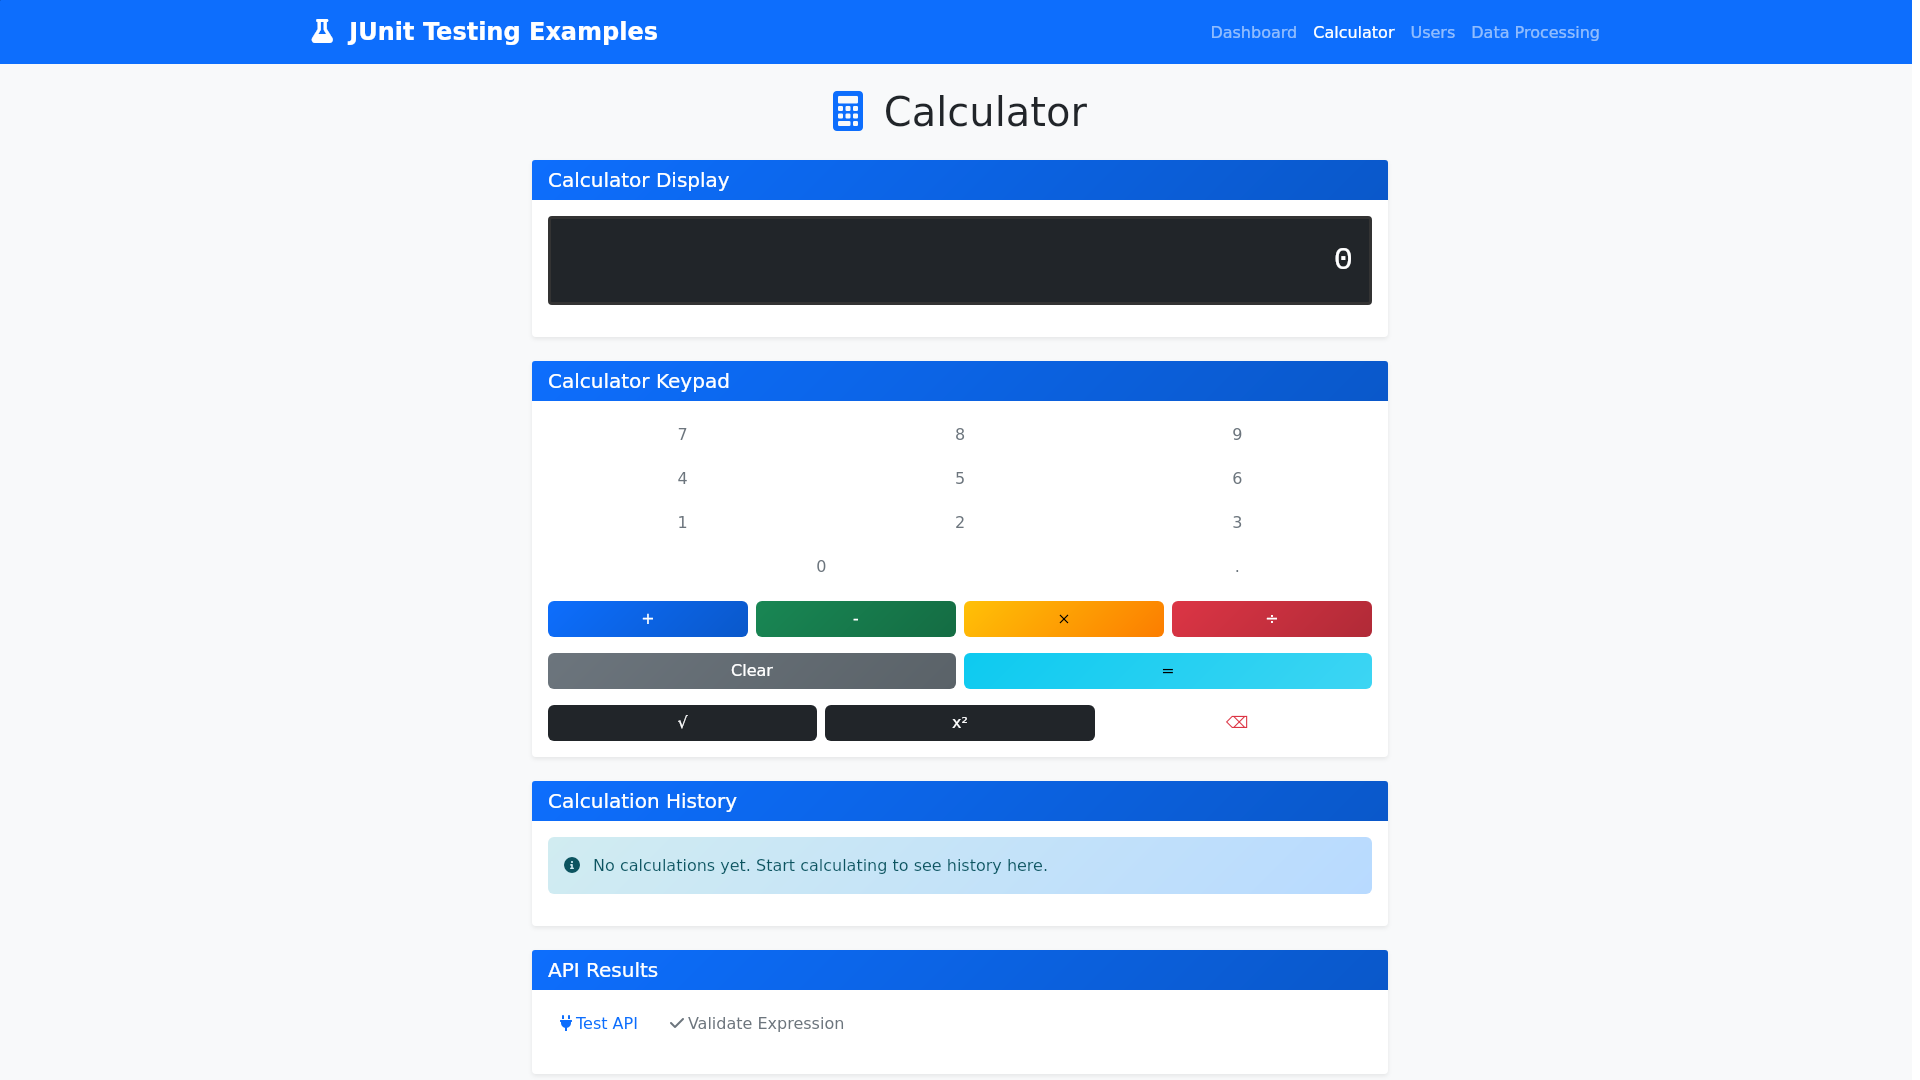 JUnit Testing Examples
Dashboard Calculator Users Data Processing
Calculator
Calculator Display
0
Calculator Keypad
7 8 9
4 5 6
1 2 3
0 .
+ - × ÷
Clear =
√ x² ⌫
Calculation History
No calculations yet. Start calculating to see history here.
API Results
Test API Validate Expression